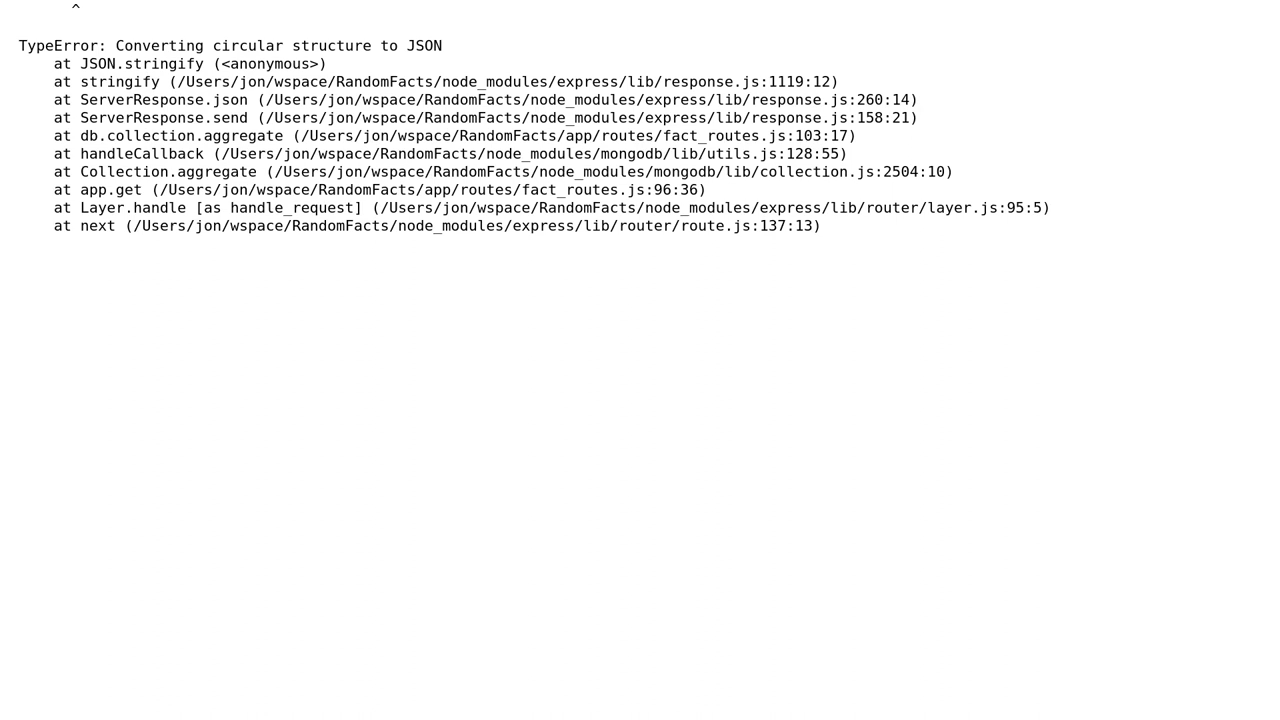 ^
TypeError: Converting circular structure to JSON
at JSON.stringify (<anonymous>)
at stringify (/Users/jon/wspace/RandomFacts/node_modules/express/lib/response.js:1119:12)
at ServerResponse.json (/Users/jon/wspace/RandomFacts/node_modules/express/lib/response.js:260:14)
at ServerResponse.send (/Users/jon/wspace/RandomFacts/node_modules/express/lib/response.js:158:21)
at db.collection.aggregate (/Users/jon/wspace/RandomFacts/app/routes/fact_routes.js:103:17)
at handleCallback (/Users/jon/wspace/RandomFacts/node_modules/mongodb/lib/utils.js:128:55)
at Collection.aggregate (/Users/jon/wspace/RandomFacts/node_modules/mongodb/lib/collection.js:2504:10)
at app.get (/Users/jon/wspace/RandomFacts/app/routes/fact_routes.js:96:36)
at Layer.handle [as handle_request] (/Users/jon/wspace/RandomFacts/node_modules/express/lib/router/layer.js:95:5)
at next (/Users/jon/wspace/RandomFacts/node_modules/express/lib/router/route.js:137:13)